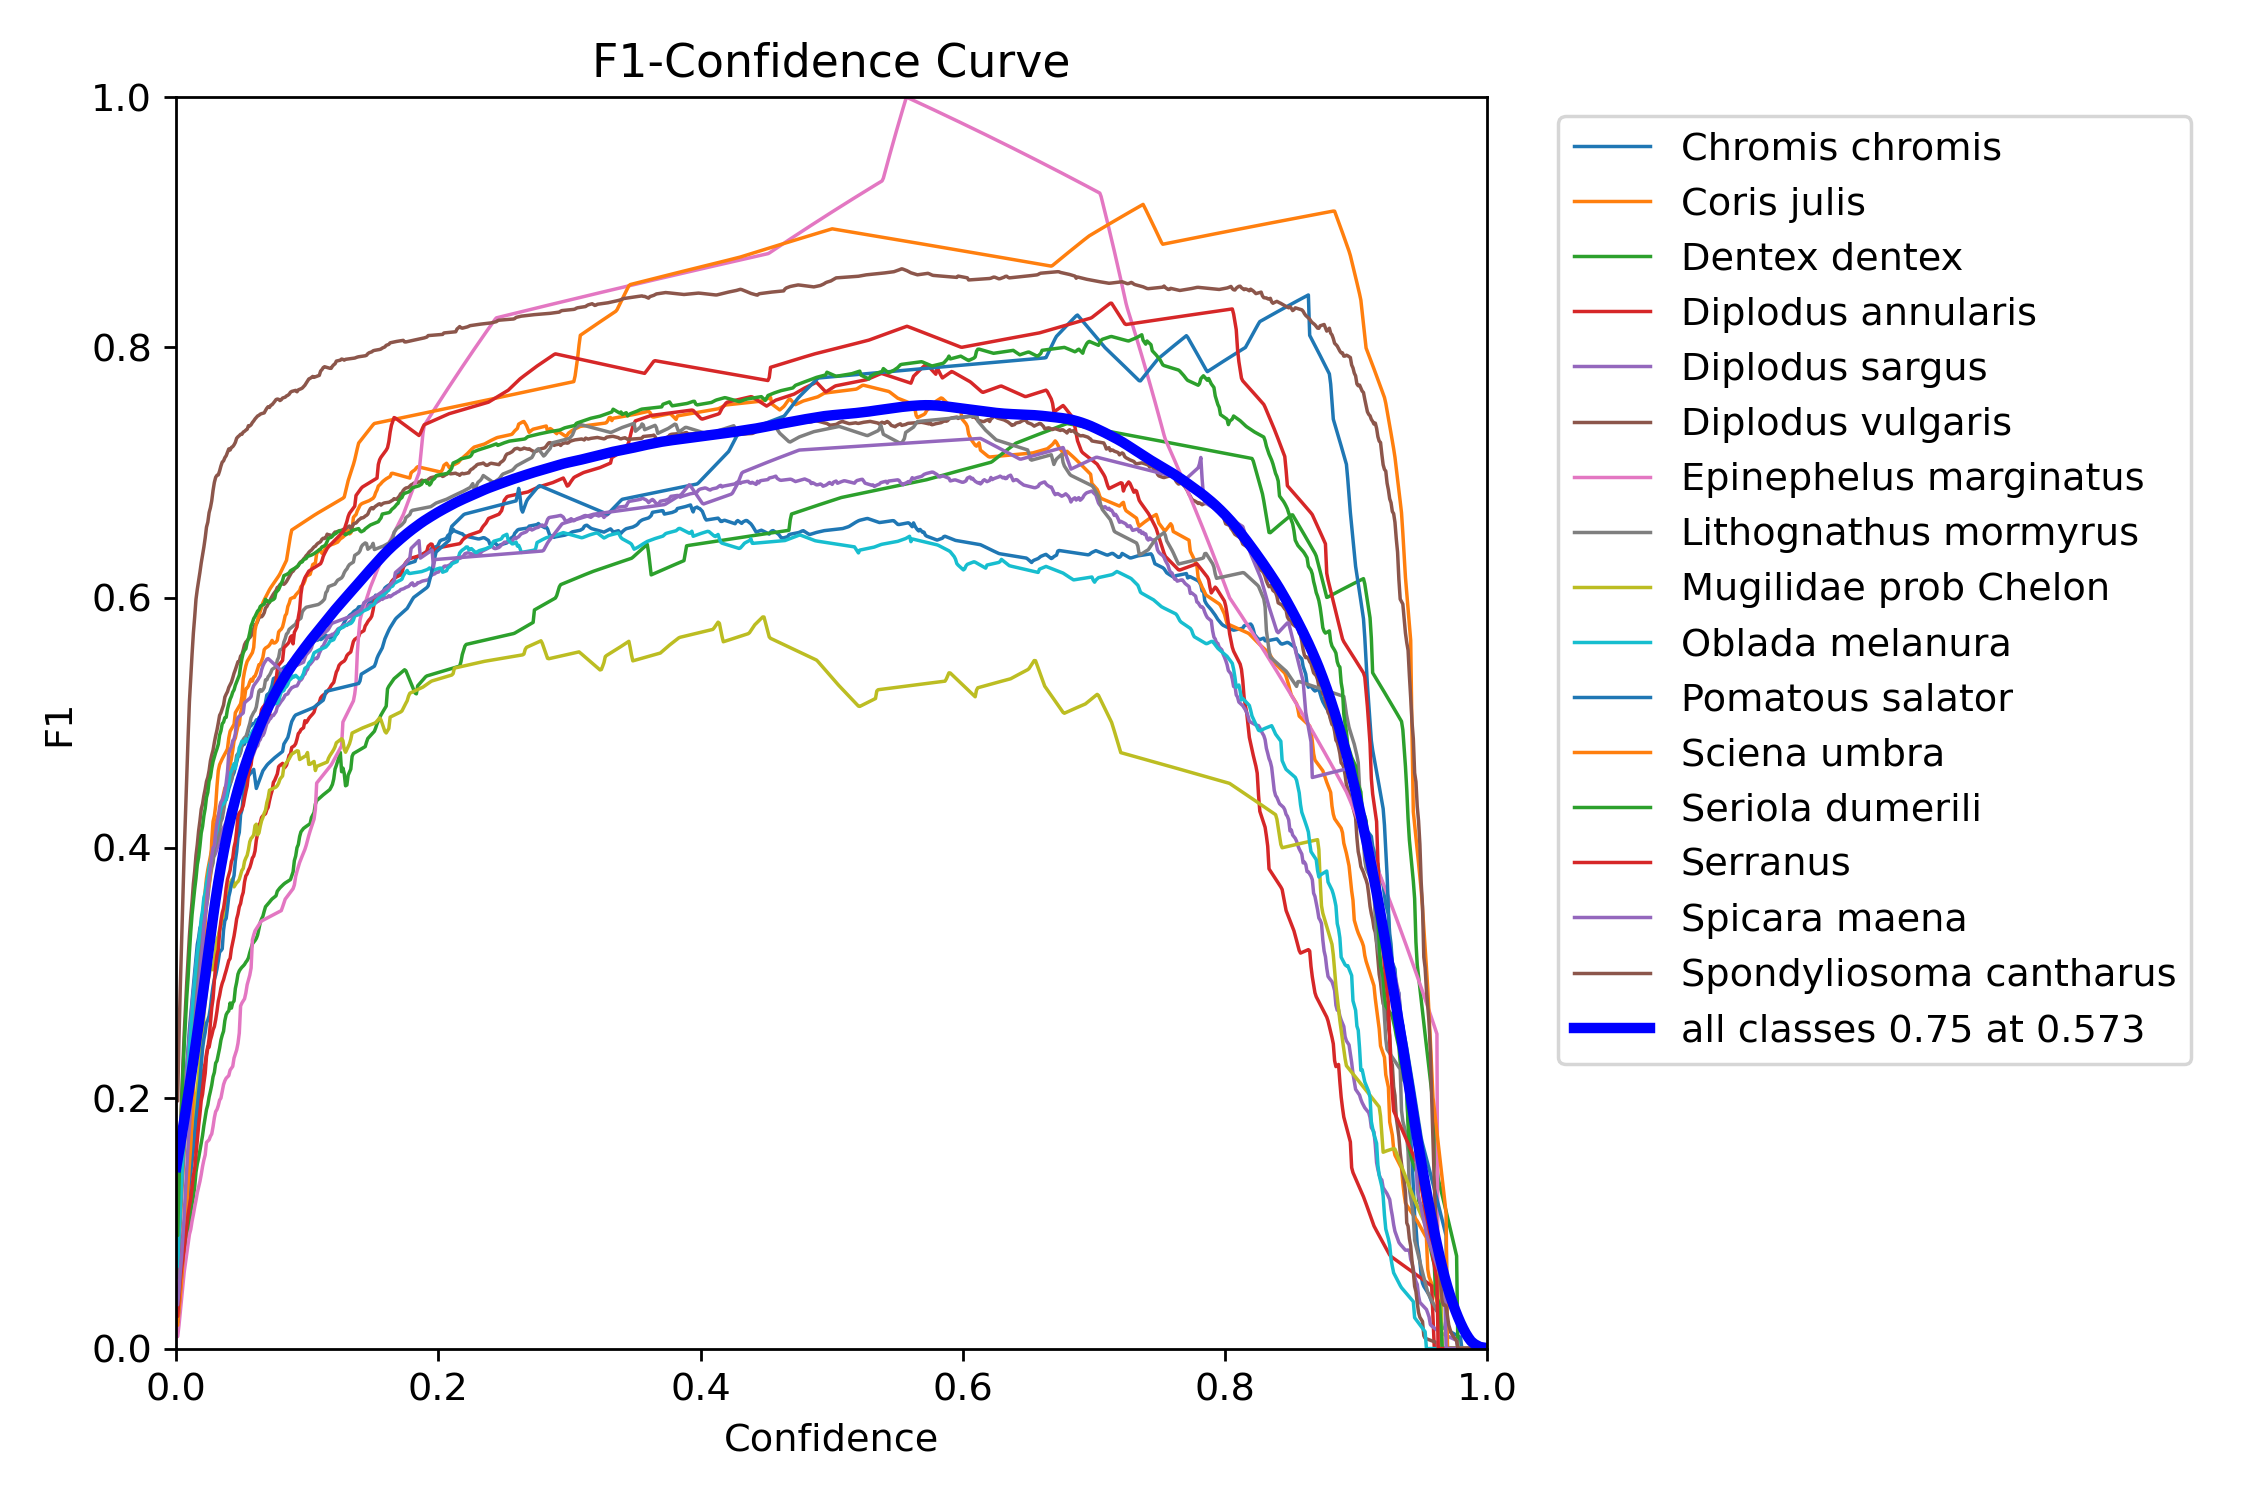 F1-Confidence Curve
1.0
0.8
0.6
0.4
0.2
0.0
F1
0.0 0.2 0.4 0.6 0.8 1.0
Confidence
Chromis chromis
Coris julis
Dentex dentex
Diplodus annularis
Diplodus sargus
Diplodus vulgaris
Epinephelus marginatus
Lithognathus mormyrus
Mugilidae prob Chelon
Oblada melanura
Pomatous salator
Sciena umbra
Seriola dumerili
Serranus
Spicara maena
Spondyliosoma cantharus
all classes 0.75 at 0.573